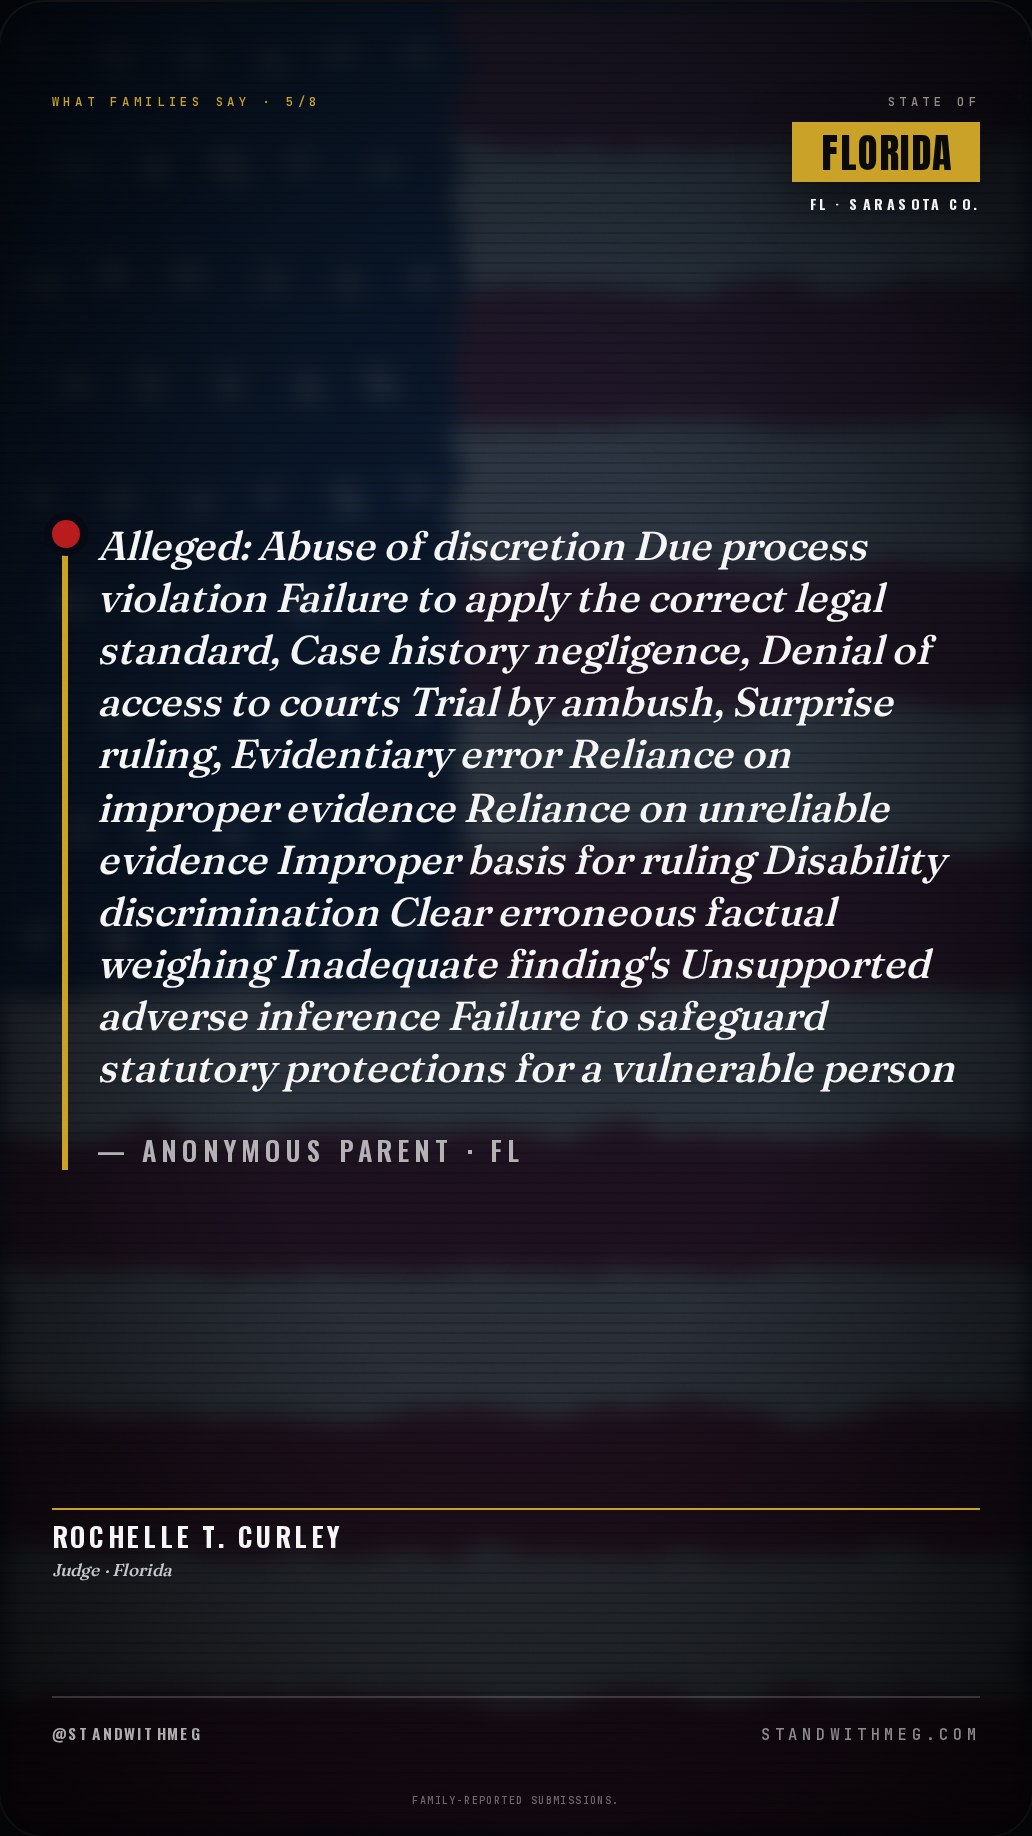 WHAT FAMILIES SAY · 5/8
STATE OF
FLORIDA
FL · SARASOTA CO.
Alleged: Abuse of discretion Due process
violation Failure to apply the correct legal
standard, Case history negligence, Denial of
access to courts Trial by ambush, Surprise
ruling, Evidentiary error Reliance on
improper evidence Reliance on unreliable
evidence Improper basis for ruling Disability
discrimination Clear erroneous factual
weighing Inadequate finding's Unsupported
adverse inference Failure to safeguard
statutory protections for a vulnerable person
— ANONYMOUS PARENT · FL
ROCHELLE T. CURLEY
Judge · Florida
@STANDWITHMEG
STANDWITHMEG.COM
FAMILY-REPORTED SUBMISSIONS.